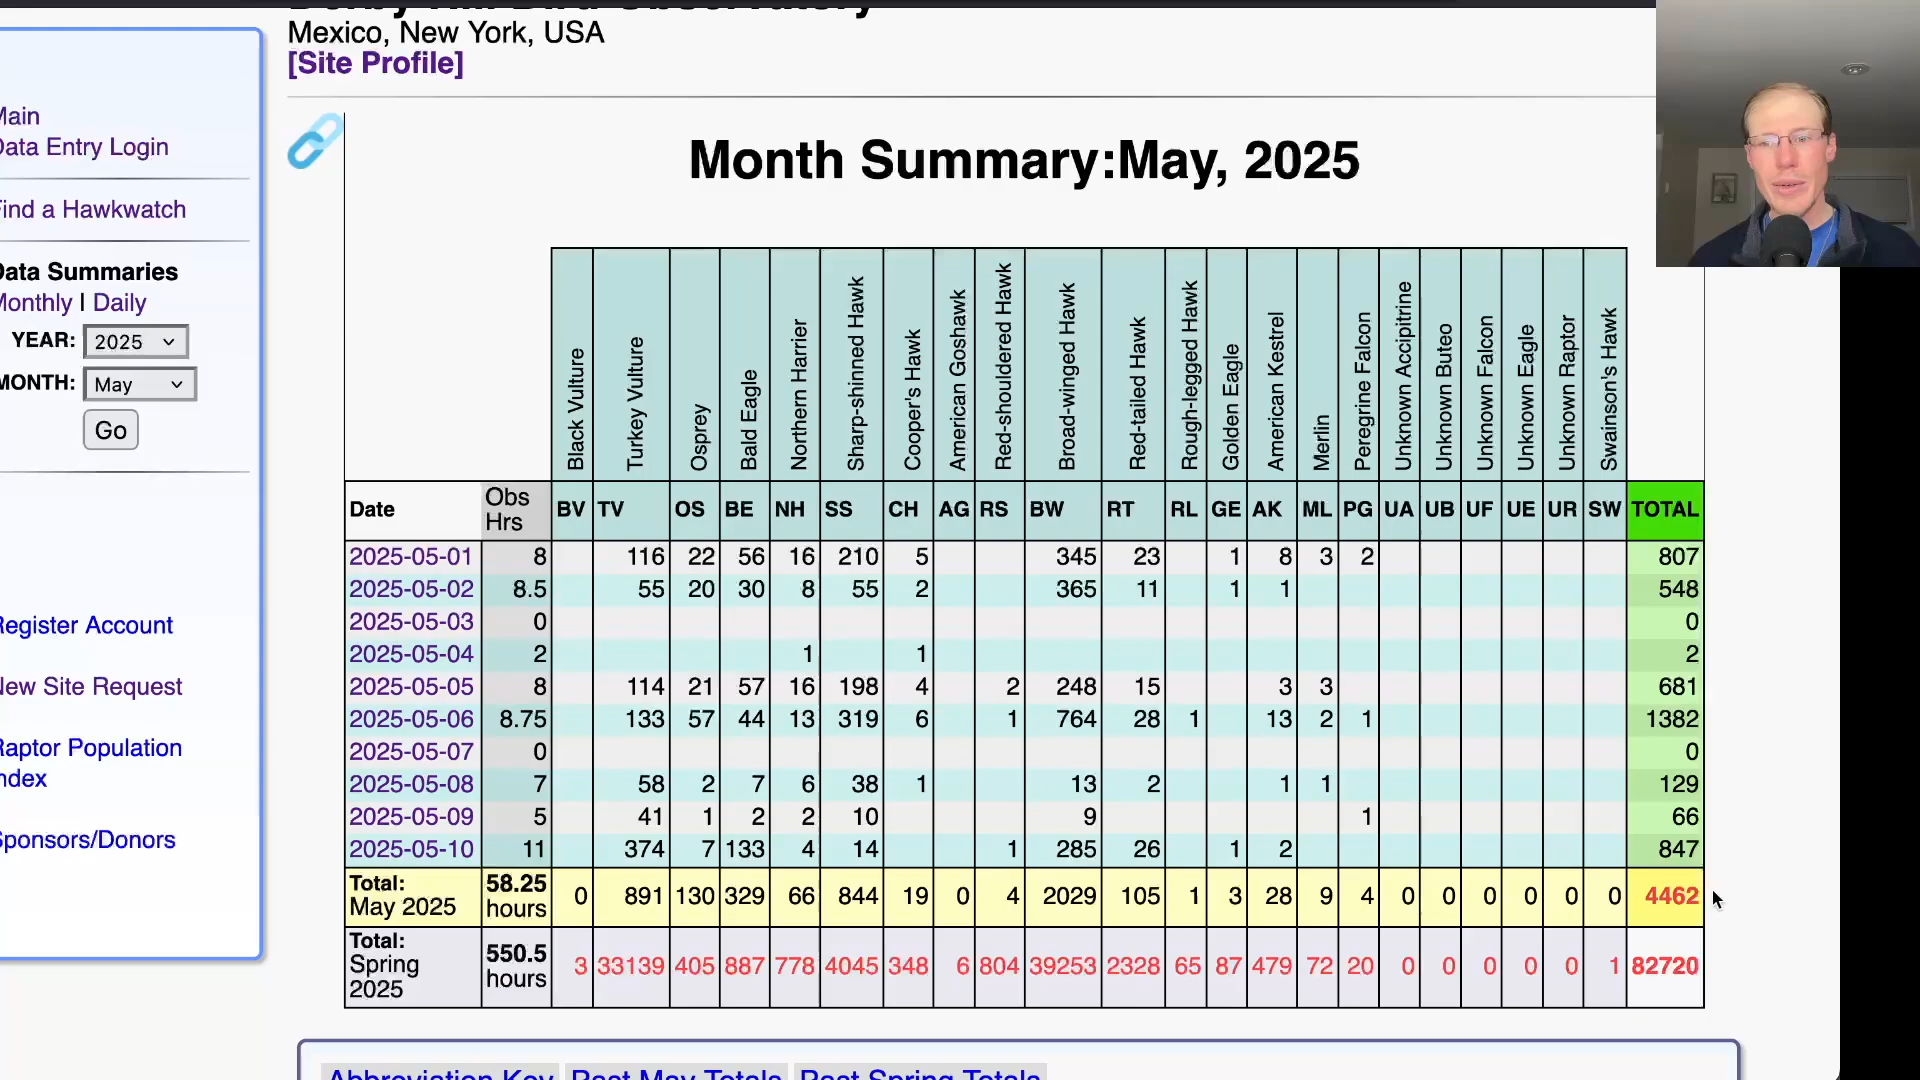 Derby Hill Bird Observatory
Mexico, New York, USA
[Site Profile]
Main
Data Entry Login
Find a Hawkwatch
Data Summaries
Monthly | Daily
YEAR: 2025
MONTH: May
Go
Register Account
New Site Request
Raptor Population
Index
Sponsors/Donors
Month Summary:May, 2025
Black Vulture Turkey Vulture Osprey Bald Eagle Northern Harrier Sharp-shinned Hawk Cooper's Hawk American Goshawk Red-shouldered Hawk Broad-winged Hawk Red-tailed Hawk Rough-legged Hawk Golden Eagle American Kestrel Merlin Peregrine Falcon Unknown Accipitrine Unknown Buteo Unknown Falcon Unknown Eagle Unknown Raptor Swainson's Hawk
Date Obs Hrs BV TV OS BE NH SS CH AG RS BW RT RL GE AK ML PG UA UB UF UE UR SW TOTAL
2025-05-01 8 116 22 56 16 210 5 345 23 1 8 3 2 807
2025-05-02 8.5 55 20 30 8 55 2 365 11 1 1 548
2025-05-03 0 0
2025-05-04 2 1 1 2
2025-05-05 8 114 21 57 16 198 4 2 248 15 3 3 681
2025-05-06 8.75 133 57 44 13 319 6 1 764 28 1 13 2 1 1382
2025-05-07 0 0
2025-05-08 7 58 2 7 6 38 1 13 2 1 1 129
2025-05-09 5 41 1 2 2 10 9 1 66
2025-05-10 11 374 7 133 4 14 1 285 26 1 2 847
Total: May 2025 58.25 hours 0 891 130 329 66 844 19 0 4 2029 105 1 3 28 9 4 0 0 0 0 0 0 4462
Total: Spring 2025 550.5 hours 3 33139 405 887 778 4045 348 6 804 39253 2328 65 87 479 72 20 0 0 0 0 0 1 82720
Abbreviation Key Past May Totals Past Spring Totals